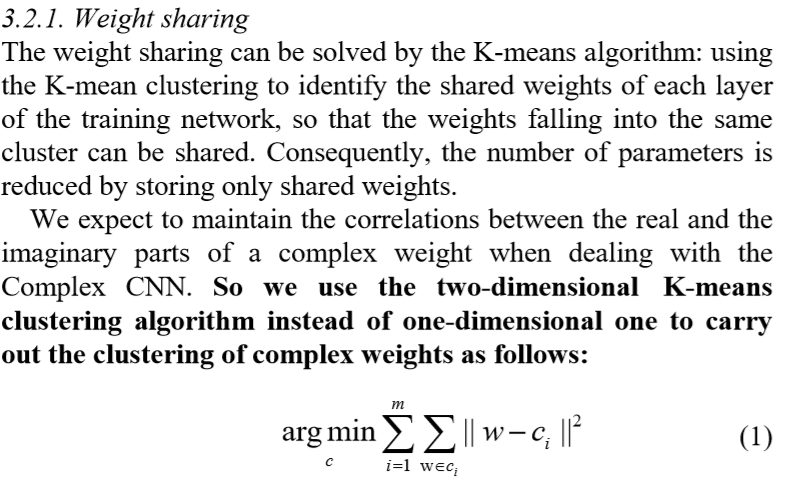 3.2.1. Weight sharing
The weight sharing can be solved by the K-means algorithm: using
the K-mean clustering to identify the shared weights of each layer
of the training network, so that the weights falling into the same
cluster can be shared. Consequently, the number of parameters is
reduced by storing only shared weights.
We expect to maintain the correlations between the real and the
imaginary parts of a complex weight when dealing with the
Complex CNN. So we use the two-dimensional K-means
clustering algorithm instead of one-dimensional one to carry
out the clustering of complex weights as follows:
arg min_c ∑_{i=1}^{m} ∑_{w∈c_i} || w − c_i ||² (1)